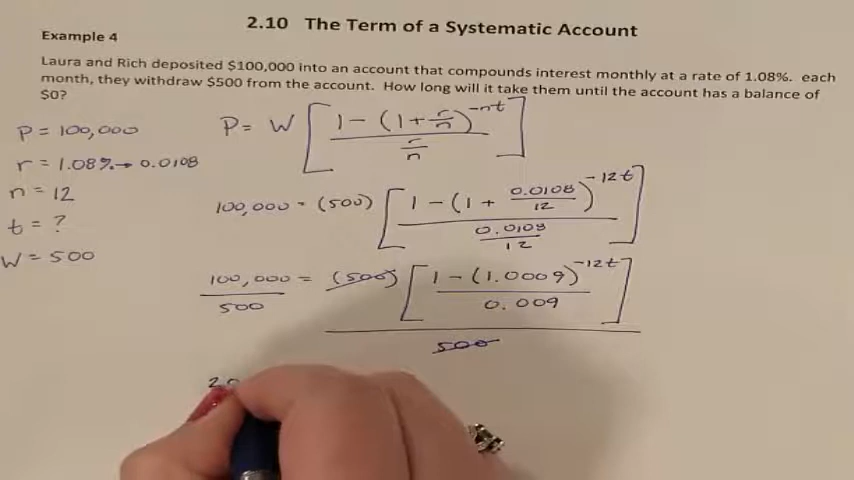 2.10 The Term of a Systematic Account
Example 4
Laura and Rich deposited $100,000 into an account that compounds interest monthly at a rate of 1.08%. each
month, they withdraw $500 from the account. How long will it take them until the account has a balance of
$0?
P = 100,000
r = 1.08% → 0.0108
n = 12
t = ?
W = 500
P = W [ 1 - (1 + r/n)^-nt / r/n ]
100,000 = (500) [ 1 - (1 + 0.0108/12)^-12t / 0.0108/12 ]
100,000/500 = (500) [ 1 - (1.0009)^-12t / 0.009 ] / 500
20